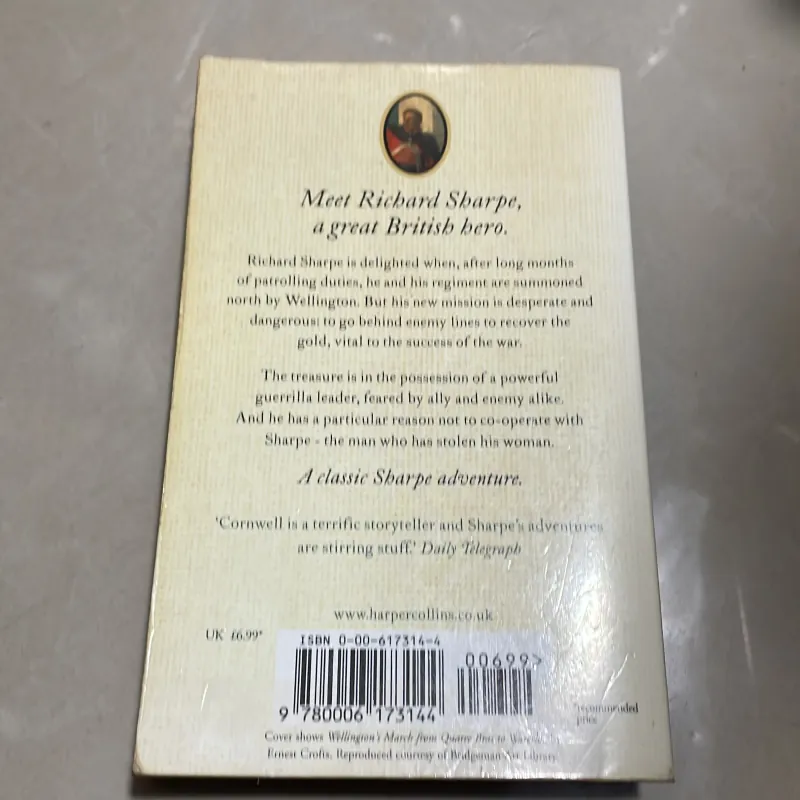 Meet Richard Sharpe,
a great British hero.
Richard Sharpe is delighted when, after long months
of patrolling duties, he and his regiment are summoned
north by Wellington. But his new mission is desperate and
dangerous: to go behind enemy lines to recover the
gold, vital to the success of the war.
The treasure is in the possession of a powerful
guerrilla leader, feared by ally and enemy alike.
And he has a particular reason not to co-operate with
Sharpe - the man who has stolen his woman.
A classic Sharpe adventure.
'Cornwell is a terrific storyteller and Sharpe's adventures
are stirring stuff.' Daily Telegraph
www.harpercollins.co.uk
UK £6.99*
ISBN 0-00-617314-4
00699>
9 780006 173144
*recommended
price
Cover shows Wellington's March from Quatre Bras to
Ernest Crofts. Reproduced courtesy of Bridgeman Art Library